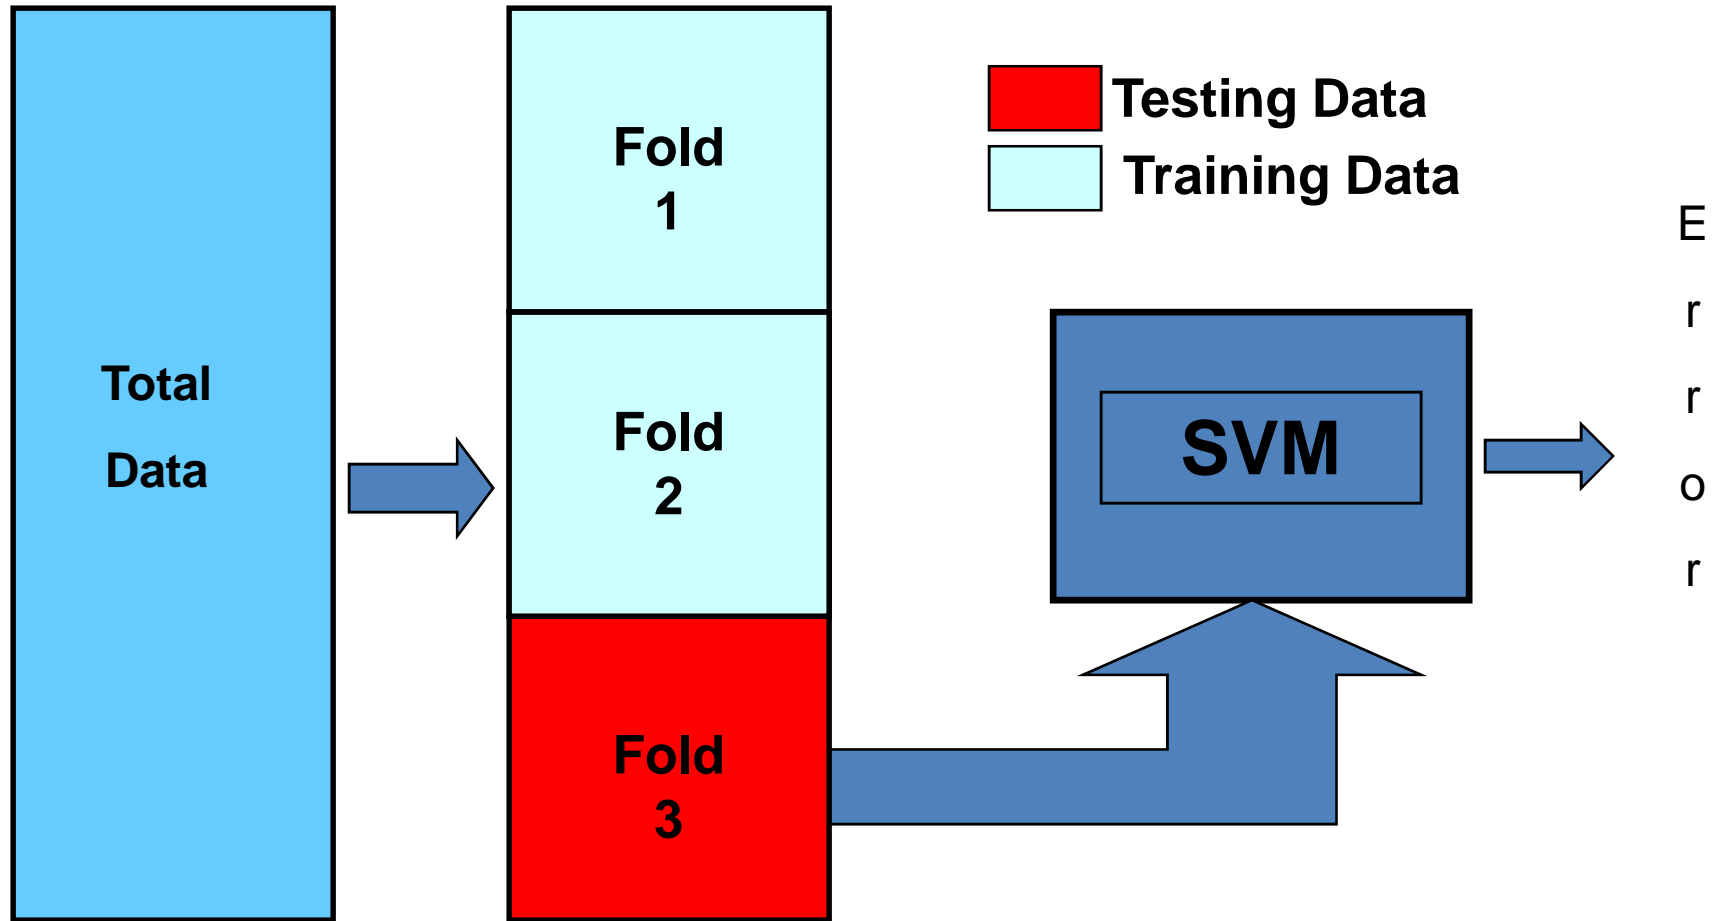 Total
Data
Fold
1
Fold
2
Fold
3
Testing Data
Training Data
SVM
E
r
r
o
r